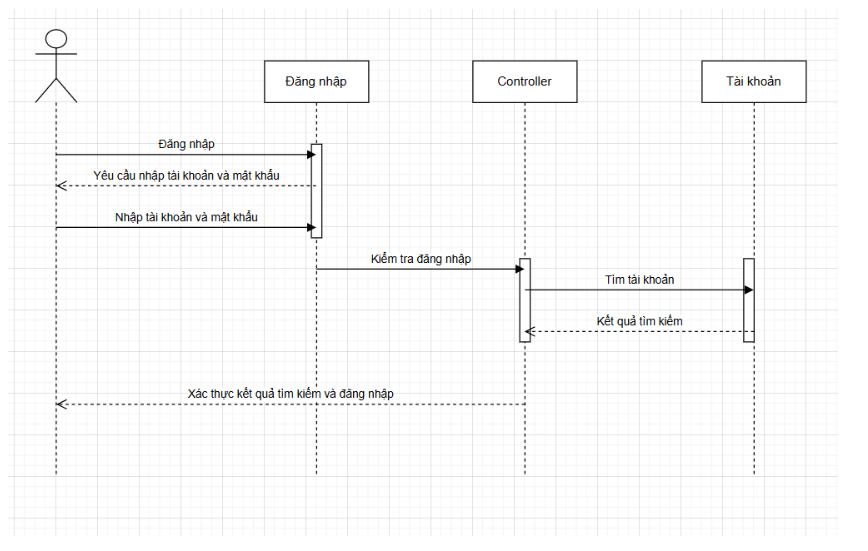 Đăng nhập
Controller
Tài khoản
Đăng nhập
Yêu cầu nhập tài khoản và mật khẩu
Nhập tài khoản và mật khẩu
Kiểm tra đăng nhập
Tìm tài khoản
Kết quả tìm kiếm
Xác thực kết quả tìm kiếm và đăng nhập